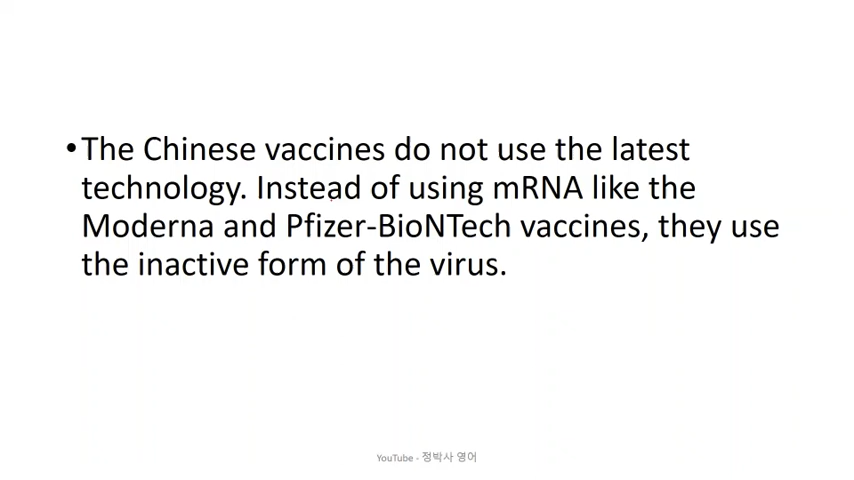 •The Chinese vaccines do not use the latest
technology. Instead of using mRNA like the
Moderna and Pfizer-BioNTech vaccines, they use
the inactive form of the virus.
YouTube - 정박사 영어